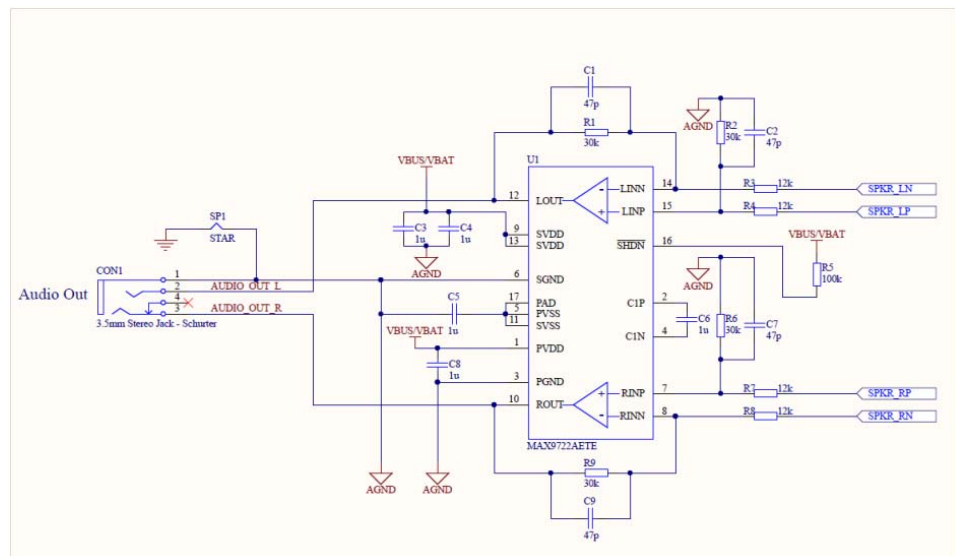 C1
47p
R1
30k
AGND
R2
30k
C2
47p
VBUS/VBAT
U1
12
LOUT
LINN
14
R3
12k
SPKR_LN
LINP
15
R4
12k
SPKR_LP
SP1
STAR
C3
1u
C4
1u
9
SVDD
13
SVDD
SHDN
16
VBUS/VBAT
R5
100k
AGND
CON1
Audio Out
1
2
4
3
AUDIO_OUT_L
AUDIO_OUT_R
3.5mm Stereo Jack - Schurter
6
SGND
AGND
C5
1u
17
PAD
5
PVSS
11
SVSS
C1P
2
C1N
4
C6
1u
R6
30k
C7
47p
VBUS/VBAT
1
PVDD
C8
1u
3
PGND
10
ROUT
RINP
7
R7
12k
SPKR_RP
RINN
8
R8
12k
SPKR_RN
MAX9722AETE
AGND
AGND
R9
30k
C9
47p